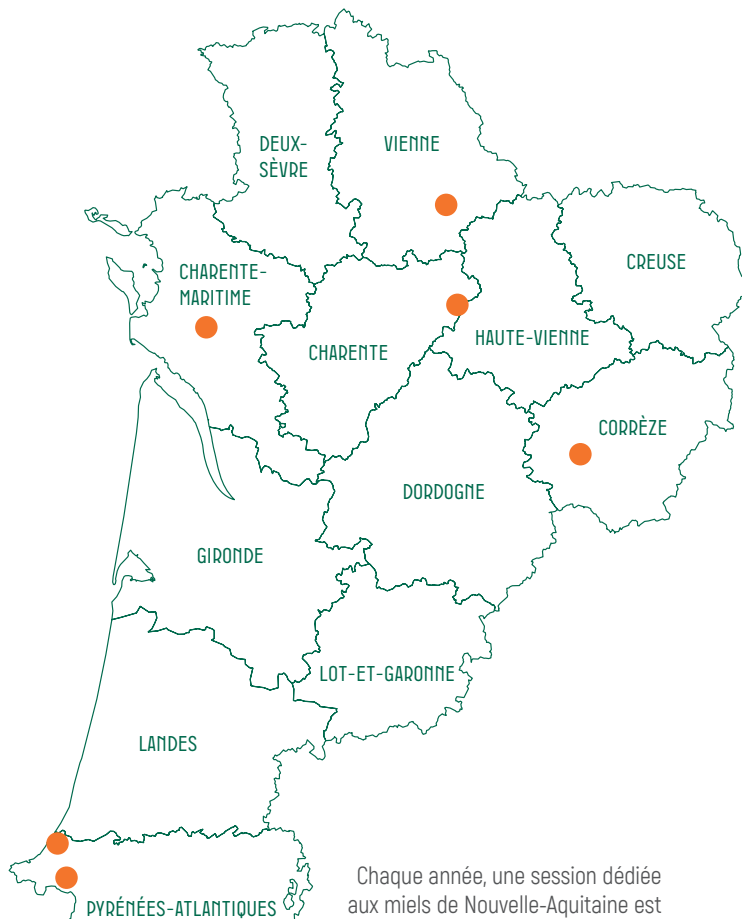 DEUX-
SÈVRE
VIENNE
CREUSE
CHARENTE-
MARITIME
CHARENTE
HAUTE-VIENNE
CORRÈZE
DORDOGNE
GIRONDE
LOT-ET-GARONNE
LANDES
PYRÉNÉES-ATLANTIQUES
Chaque année, une session dédiée
aux miels de Nouvelle-Aquitaine est